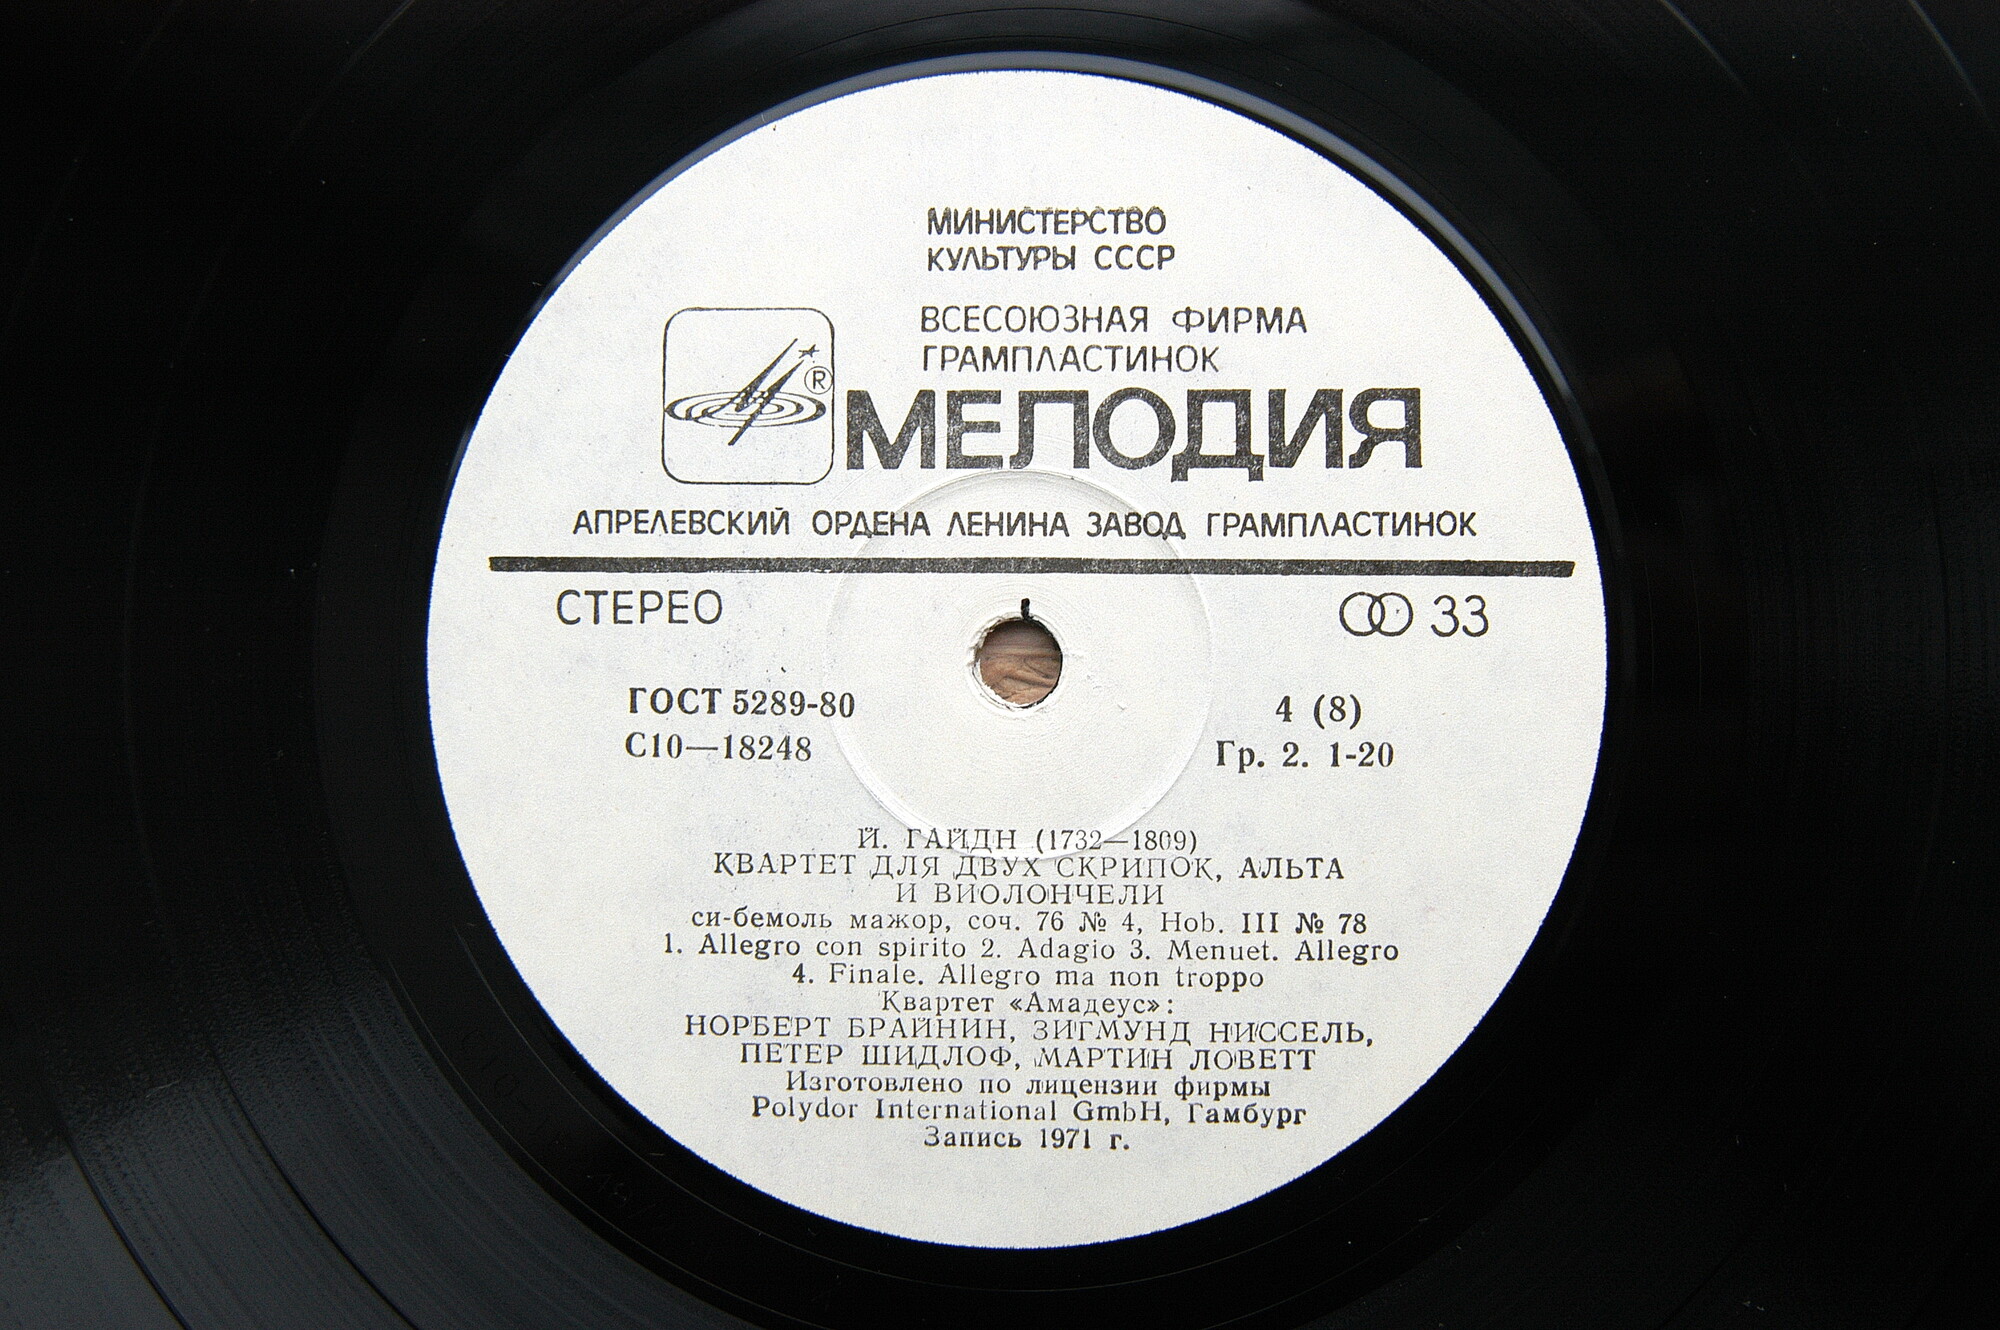 МИНИСТЕРСТВО
КУЛЬТУРЫ СССР
ВСЕСОЮЗНАЯ ФИРМА
ГРАМПЛАСТИНОК
®
МЕЛОДИЯ
АПРЕЛЕВСКИЙ ОРДЕНА ЛЕНИНА ЗАВОД ГРАМПЛАСТИНОК
СТЕРЕО
33
ГОСТ 5289-80
4 (8)
С10—18248
Гр. 2. 1-20
Й. ГАЙДН (1732—1809)
КВАРТЕТ ДЛЯ ДВУХ СКРИПОК, АЛЬТА
И ВИОЛОНЧЕЛИ
си-бемоль мажор, соч. 76 № 4, Hob. III № 78
1. Allegro con spirito 2. Adagio 3. Menuet. Allegro
4. Finale. Allegro ma non troppo
Квартет «Амадеус»:
НОРБЕРТ БРАЙНИН, ЗИГМУНД НИССЕЛЬ,
ПЕТЕР ШИДЛОФ, МАРТИН ЛОВЕТТ
Изготовлено по лицензии фирмы
Polydor International GmbH, Гамбург
Запись 1971 г.